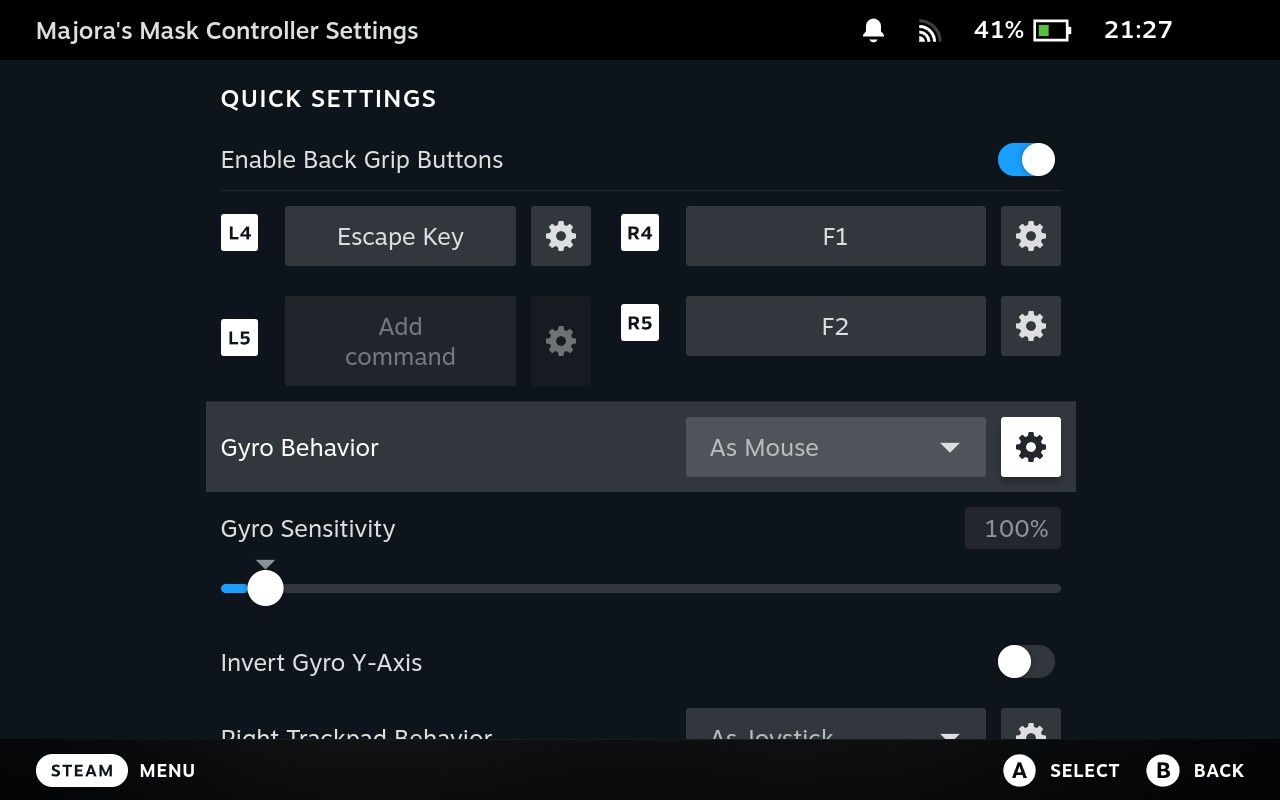 Majora's Mask Controller Settings
41%
21:27
QUICK SETTINGS
Enable Back Grip Buttons
L4
Escape Key
R4
F1
L5
Add
command
R5
F2
Gyro Behavior
As Mouse
Gyro Sensitivity
100%
Invert Gyro Y-Axis
Right Trackpad Behavior
As Joystick
STEAM
MENU
A
SELECT
B
BACK